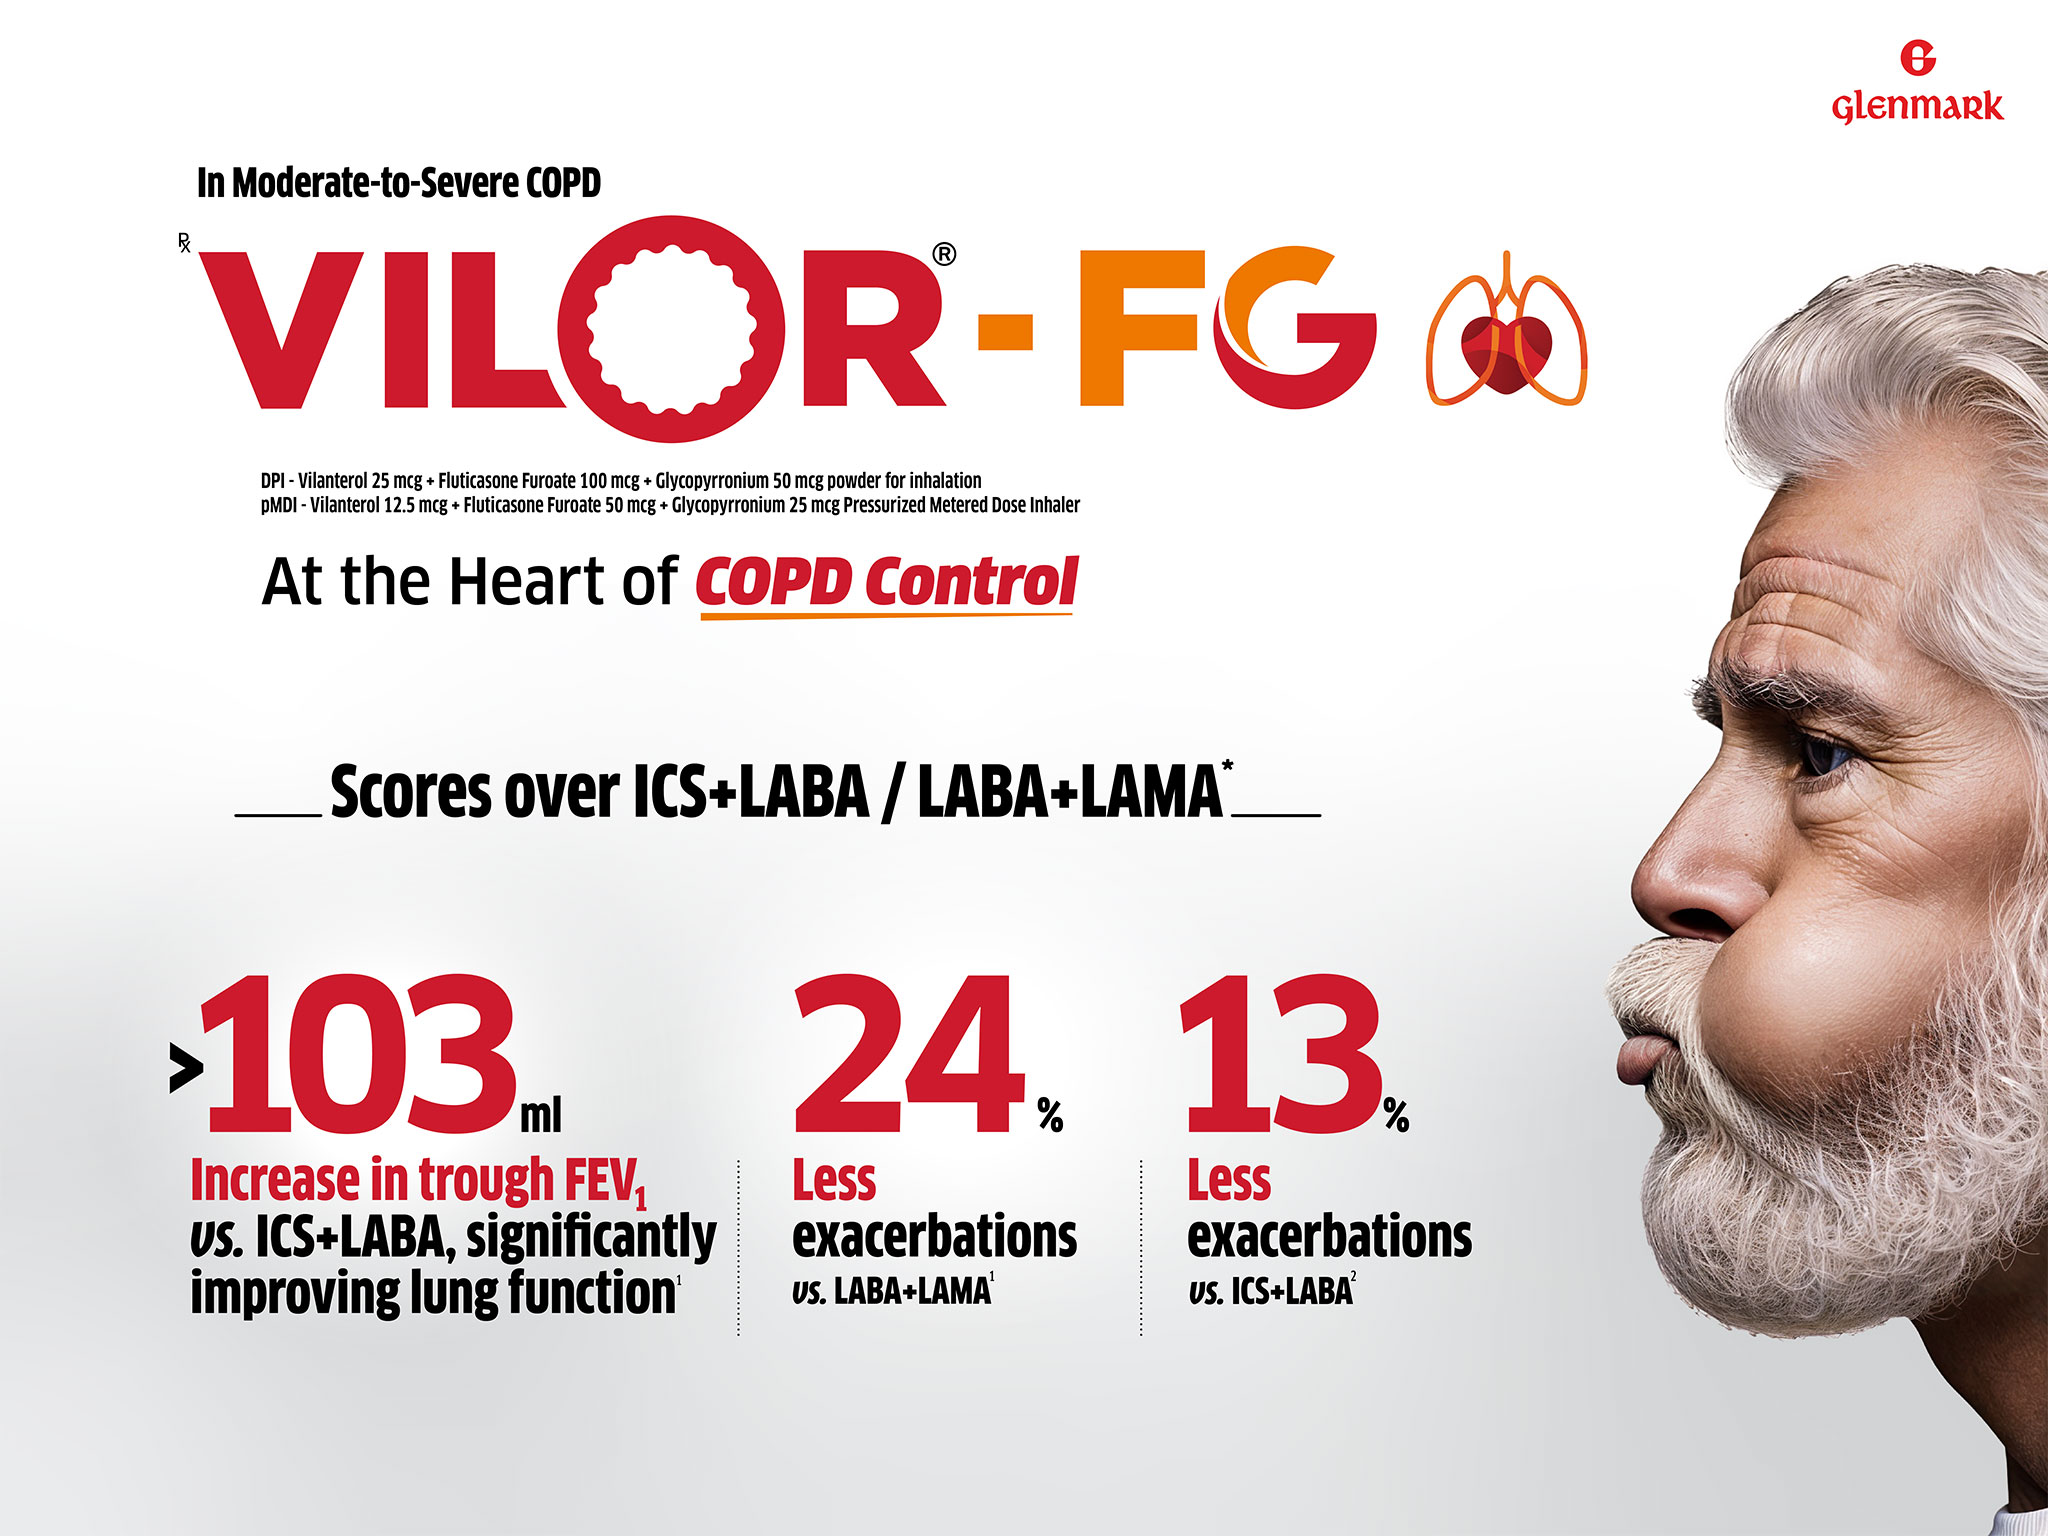 GLENMARK
In Moderate-to-Severe COPD
Rx VILOR® - FG
DPI - Vilanterol 25 mcg + Fluticasone Furoate 100 mcg + Glycopyrronium 50 mcg powder for inhalation
pMDI - Vilanterol 12.5 mcg + Fluticasone Furoate 50 mcg + Glycopyrronium 25 mcg Pressurized Metered Dose Inhaler
At the Heart of COPD Control
Scores over ICS+LABA / LABA+LAMA*
>103 ml
Increase in trough FEV₁
vs. ICS+LABA, significantly
improving lung function¹
24 %
Less
exacerbations
vs. LABA+LAMA¹
13 %
Less
exacerbations
vs. ICS+LABA²